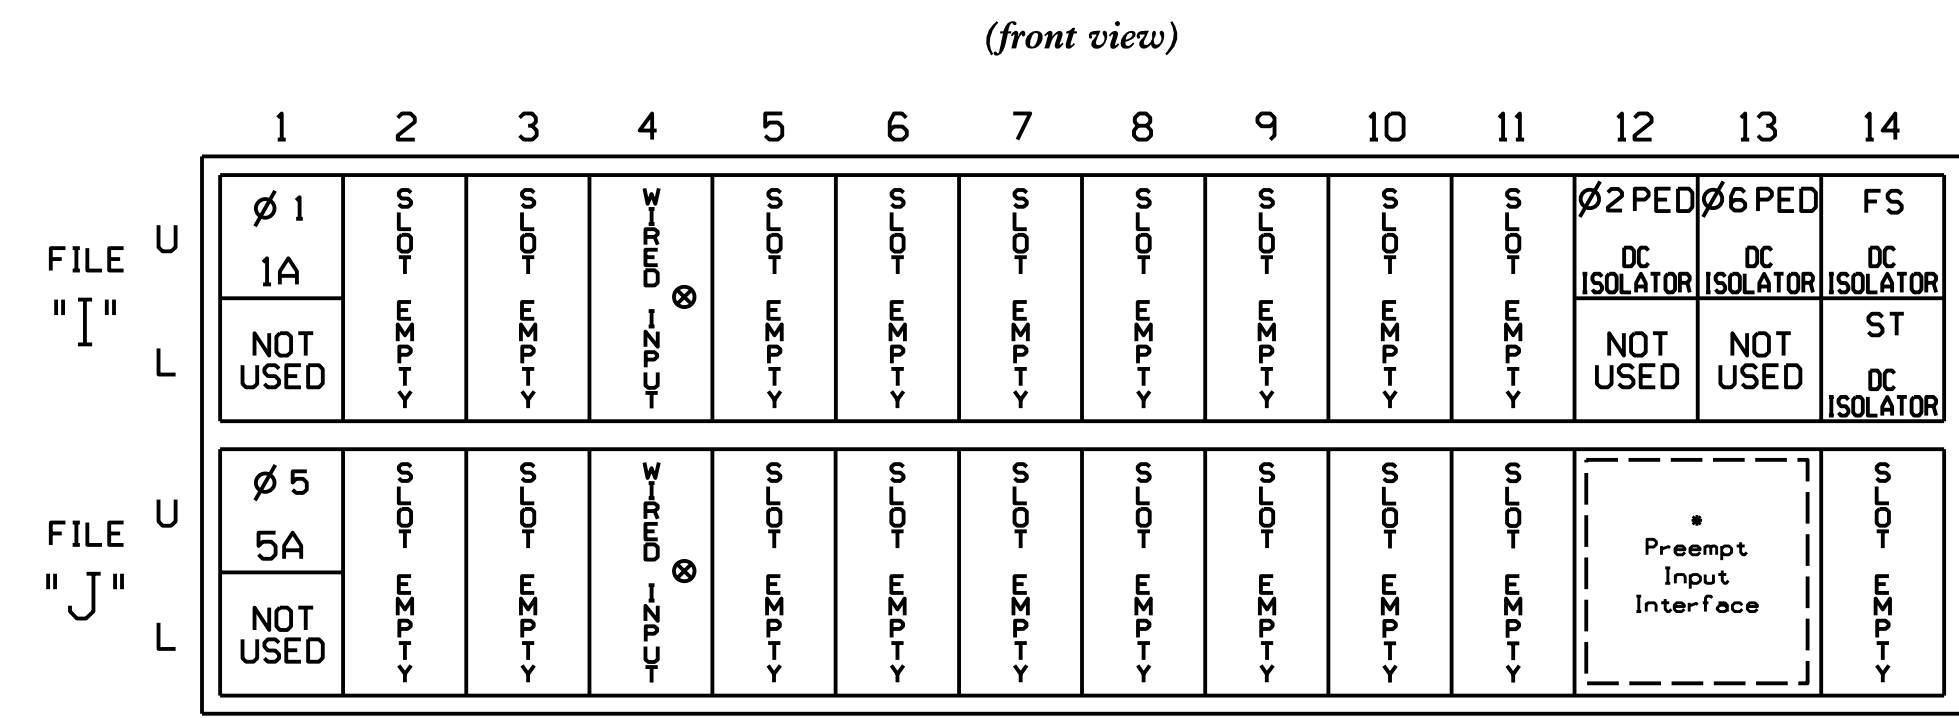 (front view)
1 2 3 4 5 6 7 8 9 10 11 12 13 14
FILE "I"
U
L
Ø 1
1A
NOT
USED
SLOT EMPTY
SLOT EMPTY
WIRED INPUT ⊗
SLOT EMPTY
SLOT EMPTY
SLOT EMPTY
SLOT EMPTY
SLOT EMPTY
SLOT EMPTY
SLOT EMPTY
Ø2 PED
DC
ISOLATOR
NOT
USED
Ø6 PED
DC
ISOLATOR
NOT
USED
FS
DC
ISOLATOR
ST
DC
ISOLATOR
FILE "J"
U
L
Ø 5
5A
NOT
USED
SLOT EMPTY
SLOT EMPTY
WIRED INPUT ⊗
SLOT EMPTY
SLOT EMPTY
SLOT EMPTY
SLOT EMPTY
SLOT EMPTY
SLOT EMPTY
SLOT EMPTY
*
Preempt
Input
Interface
SLOT EMPTY